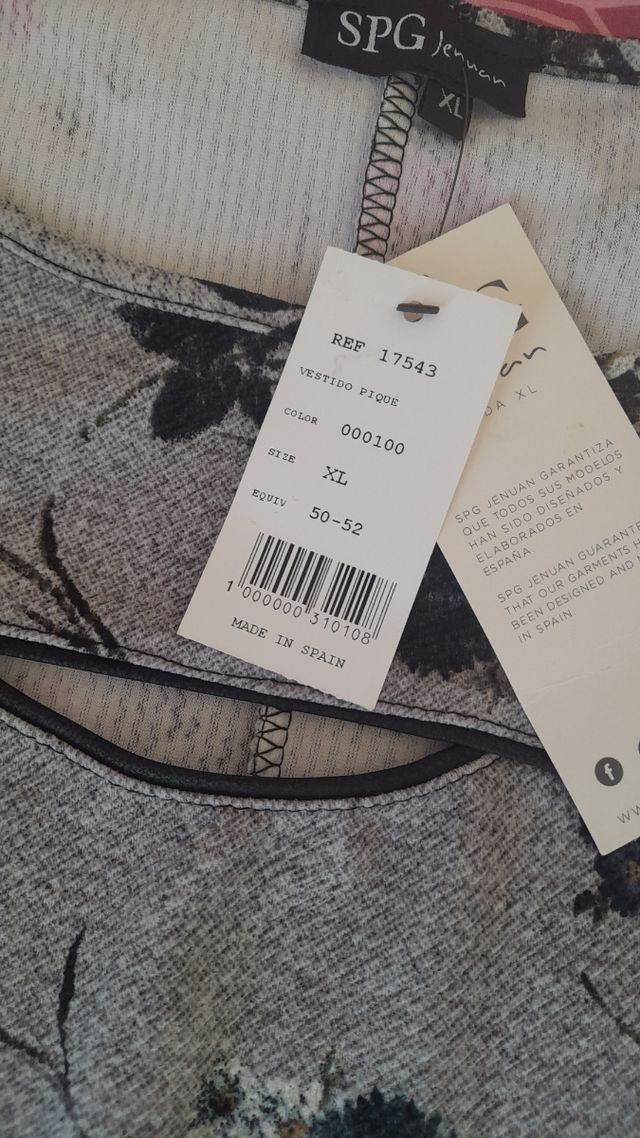 SPG Jenuan
XL
REF 17543
VESTIDO PIQUE
COLOR 000100
SIZE XL
EQUIV 50-52
1 000000 310108
MADE IN SPAIN
XL
SPG JENUAN GARANTIZA
QUE TODOS SUS MODELOS
HAN SIDO DISEÑADOS Y
ELABORADOS EN
ESPAÑA.
SPG JENUAN
THAT OUR GARMENTS
BEEN DESIGNED AND
IN SPAIN
f